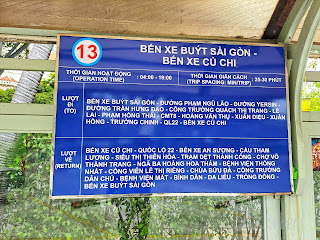 13
BẾN XE BUÝT SÀI GÒN -
BẾN XE CỦ CHI
THỜI GIAN HOẠT ĐỘNG
(OPERATION TIME) : 04:00 - 19:00
THỜI GIAN GIÃN CÁCH : 25-30 PHÚT
(TRIP SPACING: MINU/TRIP)
LƯỢT
ĐI
(TO)
BẾN XE BUÝT SÀI GÒN - ĐƯỜNG PHẠM NGŨ LÃO - ĐƯỜNG YERSIN -
ĐƯỜNG TRẦN HƯNG ĐẠO - CÔNG TRƯỜNG QUÁCH THỊ TRANG - LÊ
LAI - PHẠM HỒNG THÁI - CMT8 - HOÀNG VĂN THỤ - XUÂN DIỆU - XUÂN
HỒNG - TRƯỜNG CHINH - QL22 - BẾN XE CỦ CHI
LƯỢT
VỀ
(RETURN)
BẾN XE CỦ CHI - QUỐC LỘ 22 - BẾN XE AN SƯƠNG - CẦU THAM
LƯƠNG - SIÊU THỊ THIÊN HÒA - TRẠM DỆT THÀNH CÔNG - CHỢ VÕ
THÀNH TRANG - NGÃ BA HOÀNG HOA THÁM - BỆNH VIỆN THỐNG
NHẤT - CÔNG VIÊN LÊ THỊ RIÊNG - CHÙA BỬU ĐÀ - CÔNG TRƯỜNG
DÂN CHỦ - BỆNH VIỆN MẮT - BÌNH DÂN - DA LIỄU - TRỐNG ĐỒNG -
BẾN XE BUÝT SÀI GÒN